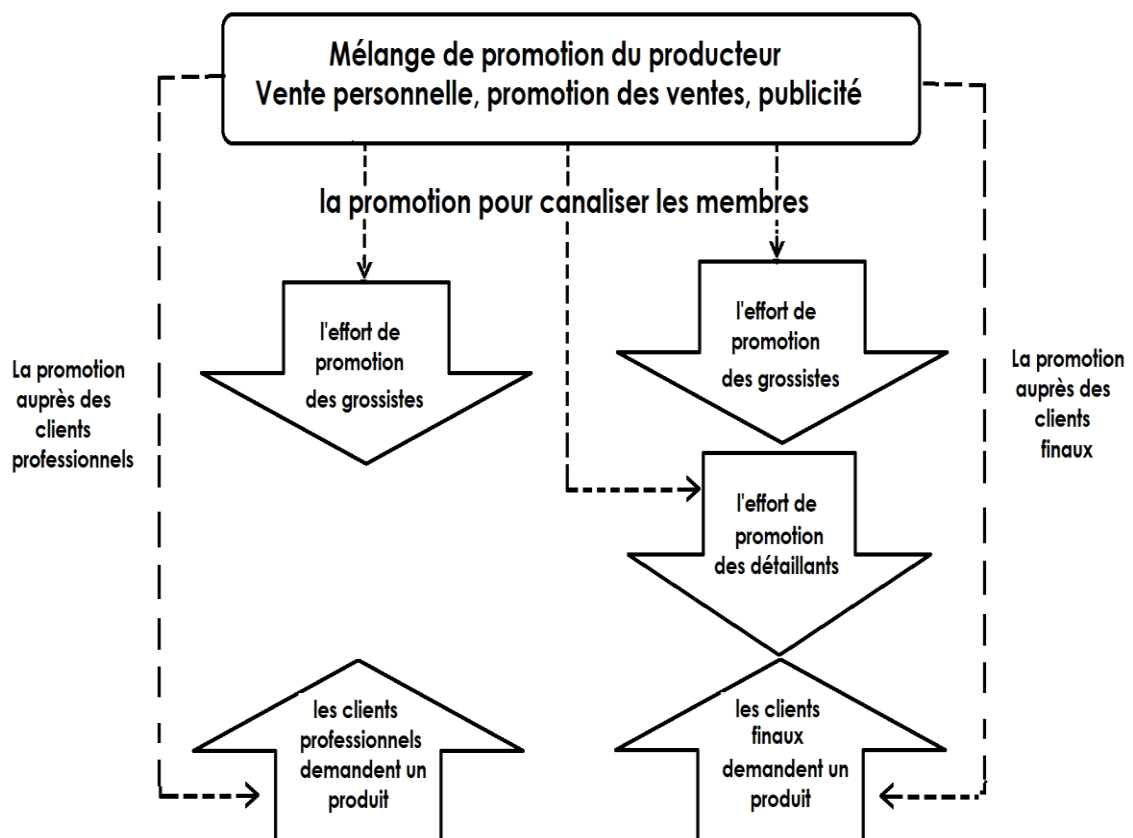 Mélange de promotion du producteur
Vente personnelle, promotion des ventes, publicité
la promotion pour canaliser les membres
l'effort de
promotion
des grossistes
l'effort de
promotion
des grossistes
La promotion
auprès des
clients
professionnels
La promotion
auprès des
clients
finaux
l'effort de
promotion
des détaillants
les clients
professionnels
demandent un
produit
les clients
finaux
demandent un
produit